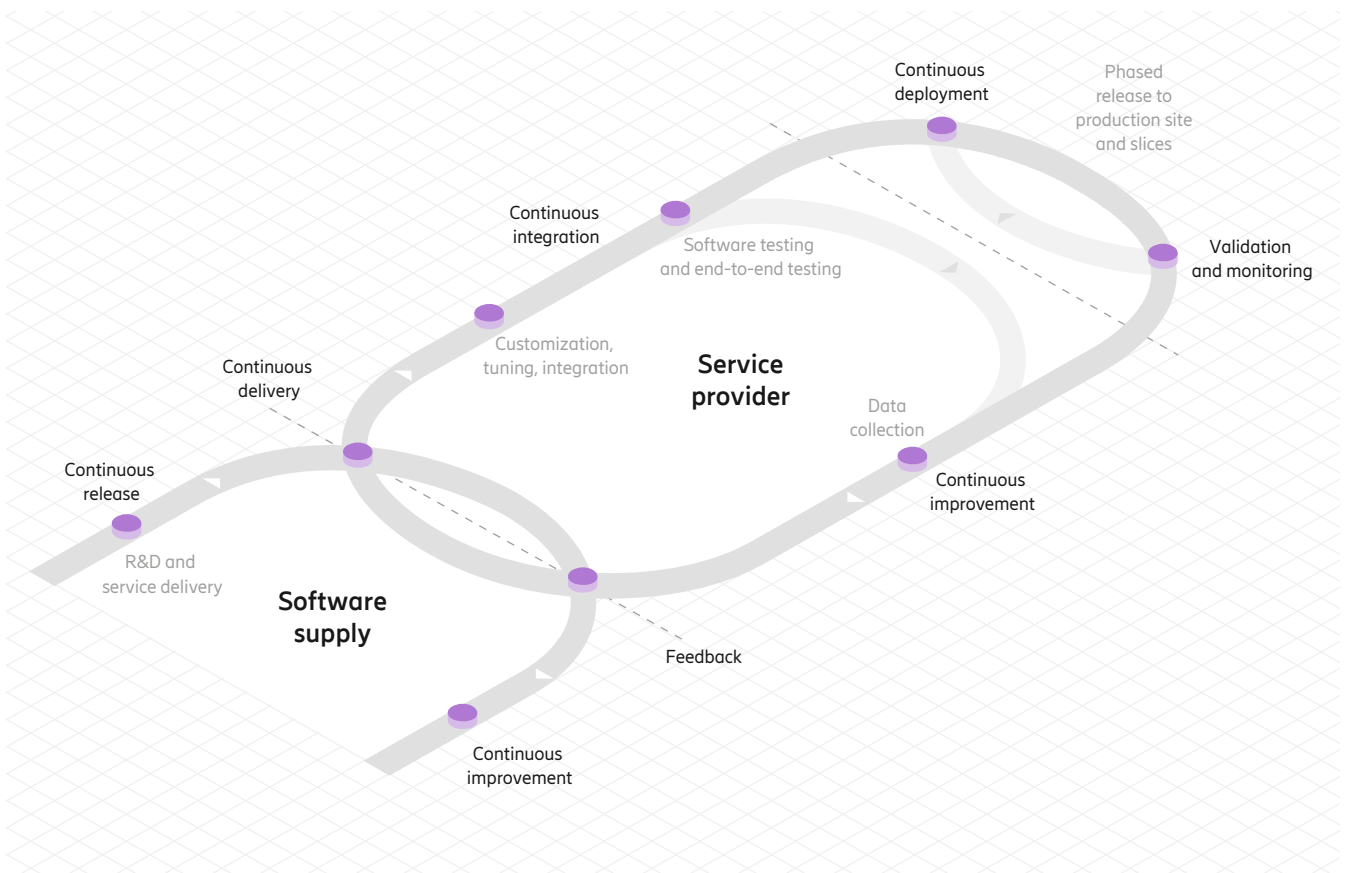 Continuous
deployment
Phased
release to
production site
and slices
Continuous
integration
Software testing
and end-to-end testing
Validation
and monitoring
Customization,
tuning, integration
Service
provider
Continuous
delivery
Data
collection
Continuous
improvement
Continuous
release
R&D and
service delivery
Software
supply
Feedback
Continuous
improvement